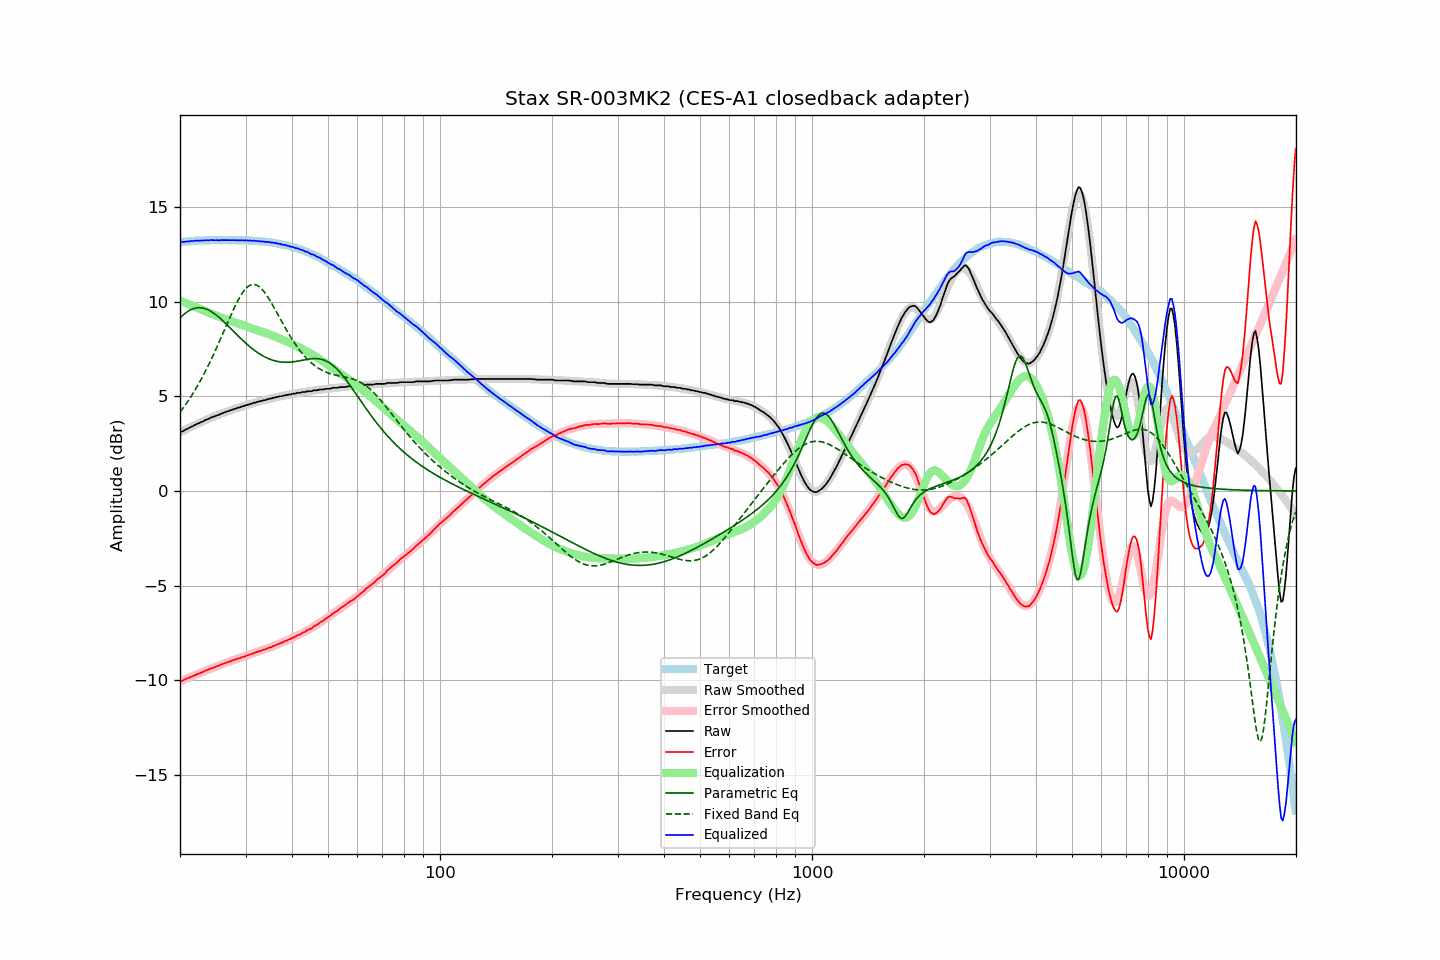 Stax SR-003MK2 (CES-A1 closedback adapter)
Amplitude (dBr)
15
10
5
0
−5
−10
−15
100
1000
10000
Frequency (Hz)
Target
Raw Smoothed
Error Smoothed
Raw
Error
Equalization
Parametric Eq
Fixed Band Eq
Equalized